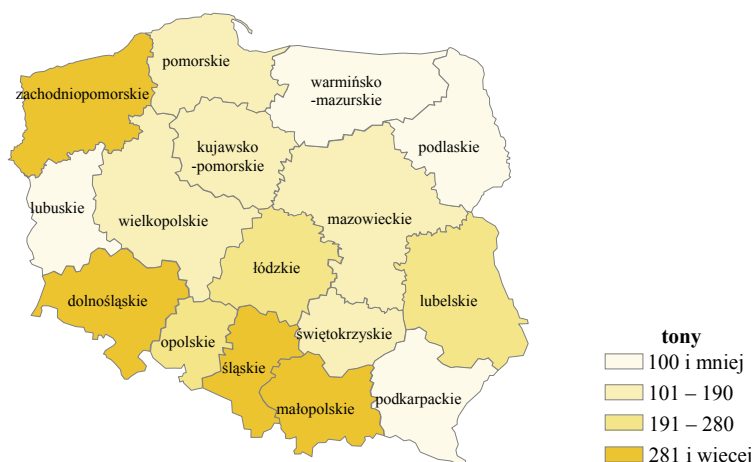 pomorskie
warmińsko
-mazurskie
zachodniopomorskie
podlaskie
kujawsko
-pomorskie
lubuskie
wielkopolskie
mazowieckie
łódzkie
dolnośląskie
lubelskie
świętokrzyskie
opolskie
śląskie
małopolskie
podkarpackie
tony
100 i mniej
101 – 190
191 – 280
281 i więcej